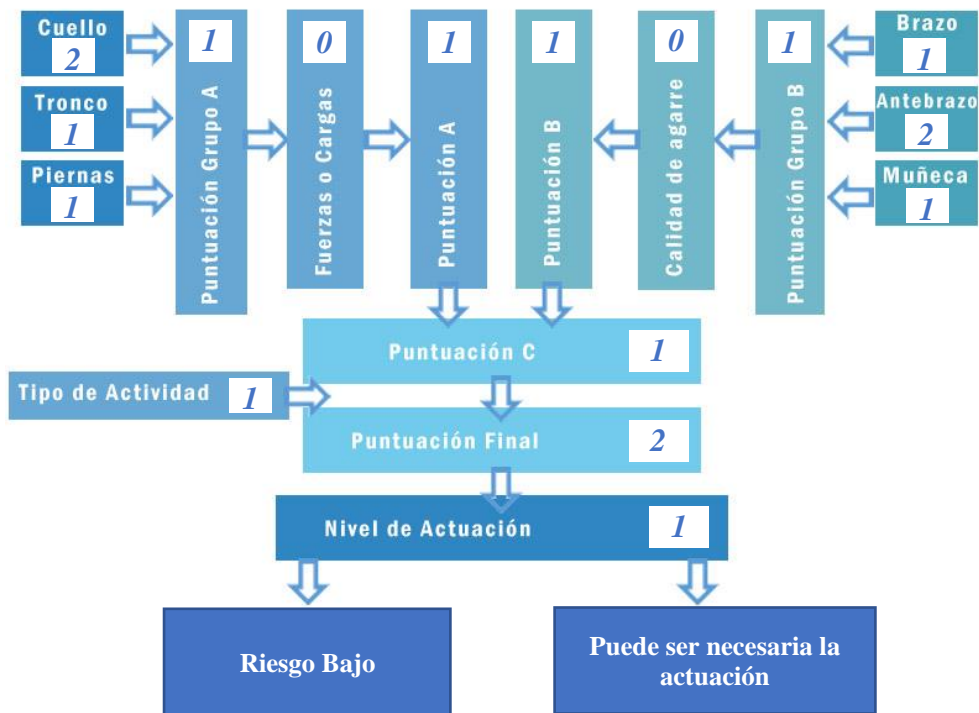 Cuello
2
Tronco
1
Piernas
1
1
Puntuación Grupo A
0
Fuerzas o Cargas
1
Puntuación A
1
Puntuación B
0
Calidad de agarre
1
Puntuación Grupo B
Brazo
1
Antebrazo
2
Muñeca
1
Puntuación C 1
Tipo de Actividad 1
Puntuación Final 2
Nivel de Actuación 1
Riesgo Bajo
Puede ser necesaria la
actuación